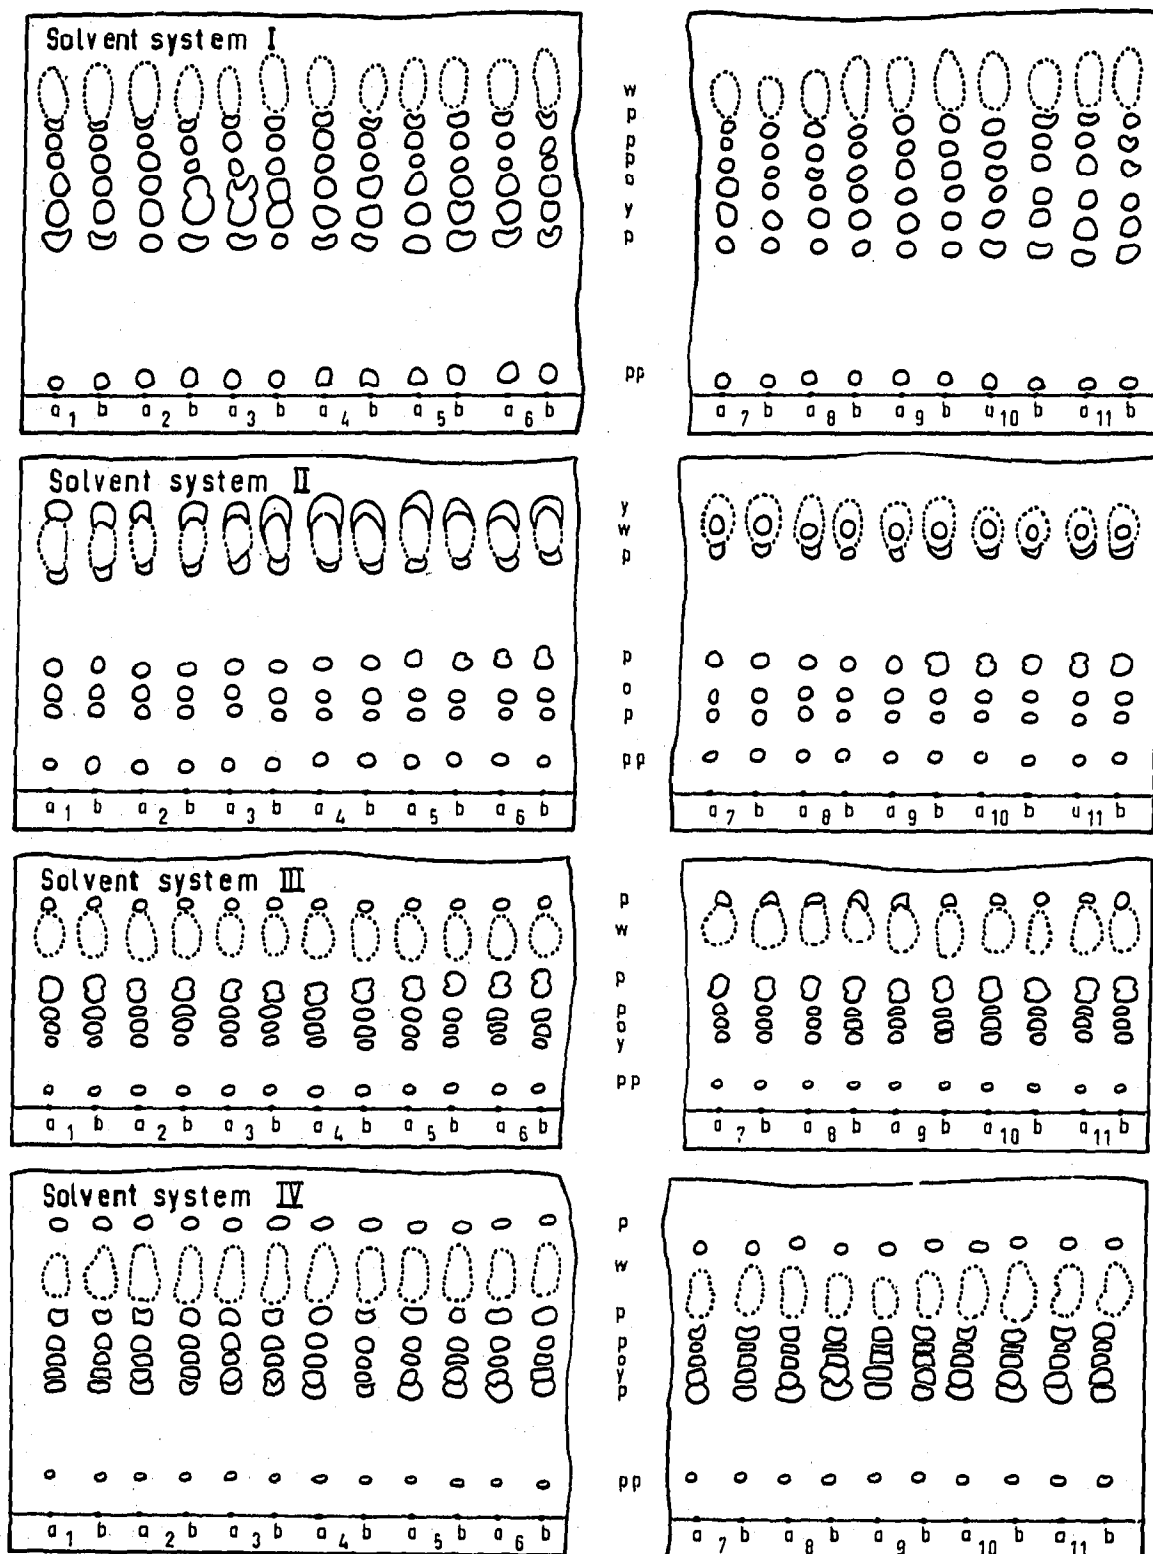 Solvent system I
w
p
p
p
o
y
p
pp
a 1 b a 2 b a 3 b a 4 b a 5 b a 6 b
a 7 b a 8 b a 9 b a 10 b a 11 b
Solvent system II
y
w
p
p
o
p
pp
a 1 b a 2 b a 3 b a 4 b a 5 b a 6 b
a 7 b a 8 b a 9 b a 10 b a 11 b
Solvent system III
p
w
p
p
o
y
pp
a 1 b a 2 b a 3 b a 4 b a 5 b a 6 b
a 7 b a 8 b a 9 b a 10 b a 11 b
Solvent system IV
p
w
p
p
o
y
p
pp
a 1 b a 2 b a 3 b a 4 b a 5 b a 6 b
a 7 b a 8 b a 9 b a 10 b a 11 b